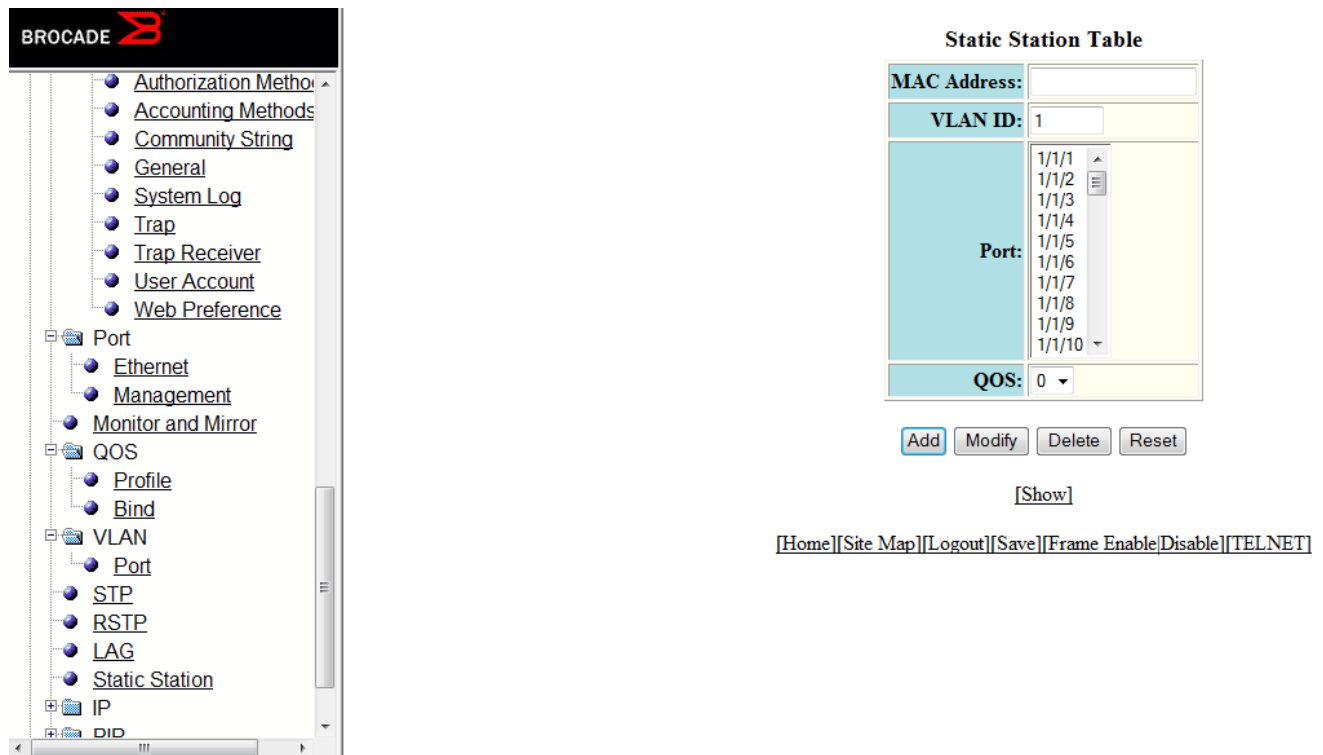 BROCADE
Authorization Metho
Accounting Methods
Community String
General
System Log
Trap
Trap Receiver
User Account
Web Preference
Port
Ethernet
Management
Monitor and Mirror
QOS
Profile
Bind
VLAN
Port
STP
RSTP
LAG
Static Station
IP
RIP
Static Station Table
MAC Address:
VLAN ID: 1
Port:
1/1/1
1/1/2
1/1/3
1/1/4
1/1/5
1/1/6
1/1/7
1/1/8
1/1/9
1/1/10
QOS: 0
Add Modify Delete Reset
[Show]
[Home][Site Map][Logout][Save][Frame Enable|Disable][TELNET]